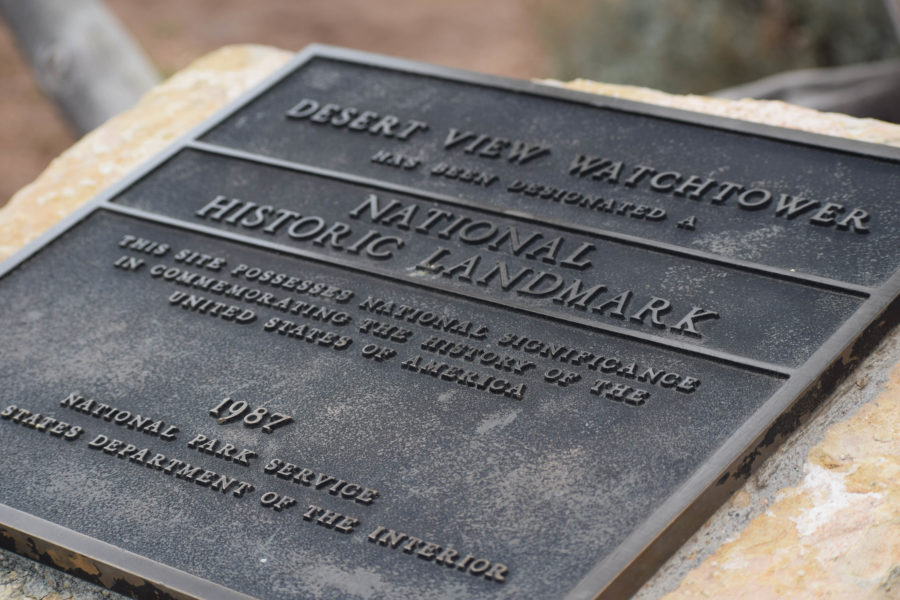 DESERT VIEW WATCHTOWER
HAS BEEN DESIGNATED A
NATIONAL
HISTORIC LANDMARK
THIS SITE POSSESSES NATIONAL SIGNIFICANCE
IN COMMEMORATING THE HISTORY OF THE
UNITED STATES OF AMERICA
1987
NATIONAL PARK SERVICE
STATES DEPARTMENT OF THE INTERIOR